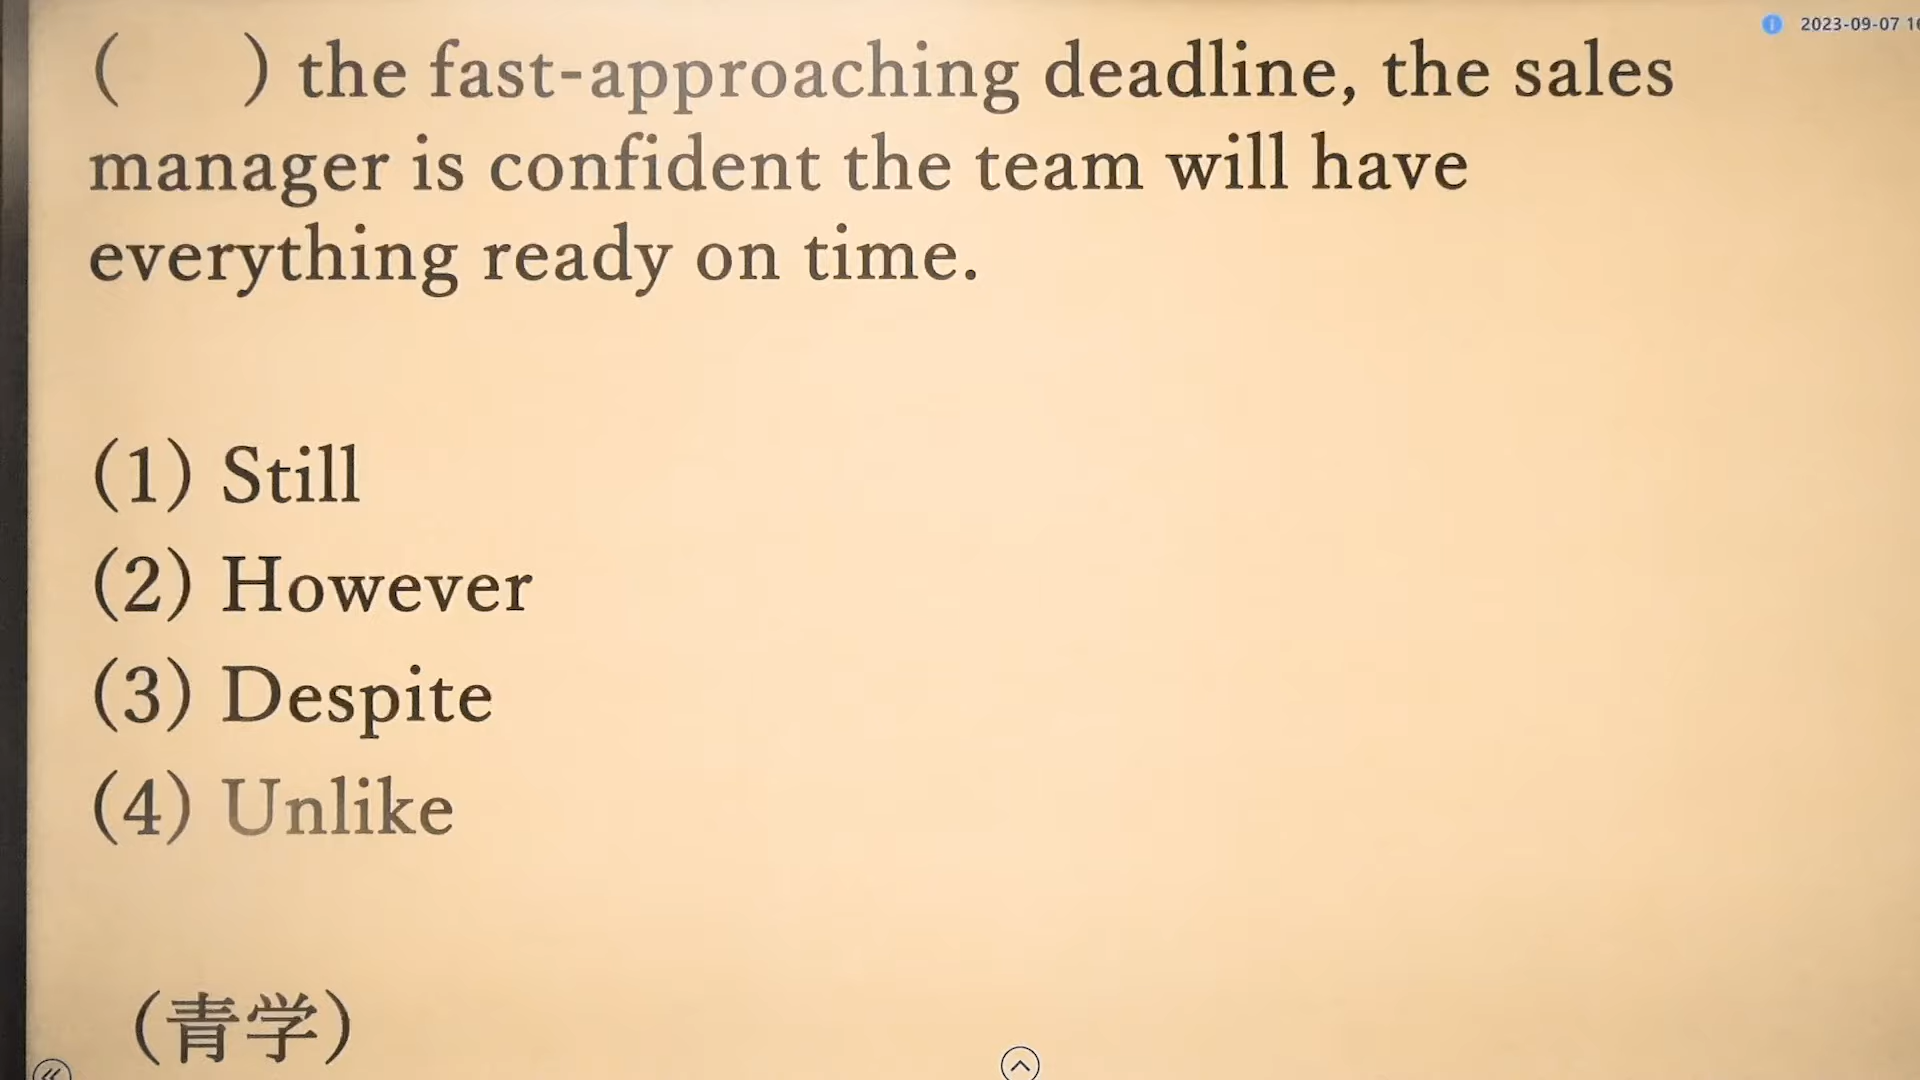 2023-09-07 1
(   ) the fast-approaching deadline, the sales
manager is confident the team will have
everything ready on time.
(1) Still
(2) However
(3) Despite
(4) Unlike
(青学)